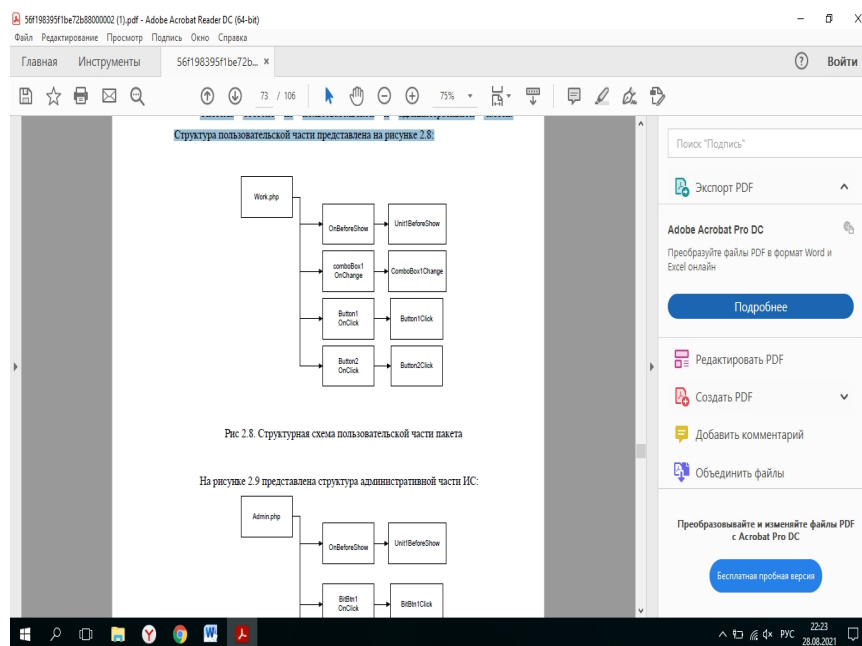 56f198395f1be72b88000002 (1).pdf - Adobe Acrobat Reader DC (64-bit)
Файл Редактирование Просмотр Подпись Окно Справка
Главная Инструменты 56f198395f1be72b... × Войти
73 / 106 75%
Структура пользовательской части представлена на рисунке 2.8:
Work.php
OnBeforeShow Unit1BeforeShow
comboBox1
OnChange
ComboBox1Change
Button1
OnClick
Button1Click
Button2
OnClick
Button2Click
Рис 2.8. Структурная схема пользовательской части пакета
На рисунке 2.9 представлена структура административной части ИС:
Admin.php
OnBeforeShow Unit1BeforeShow
BitBtn1
OnClick
BitBtn1Click
Поиск "Подпись"
Экспорт PDF
Adobe Acrobat Pro DC
Преобразуйте файлы PDF в формат Word и
Excel онлайн
Подробнее
Редактировать PDF
Создать PDF
Добавить комментарий
Объединить файлы
Преобразовывайте и изменяйте файлы PDF
с Acrobat Pro DC
Бесплатная пробная версия
РУС
22:23
28.08.2021